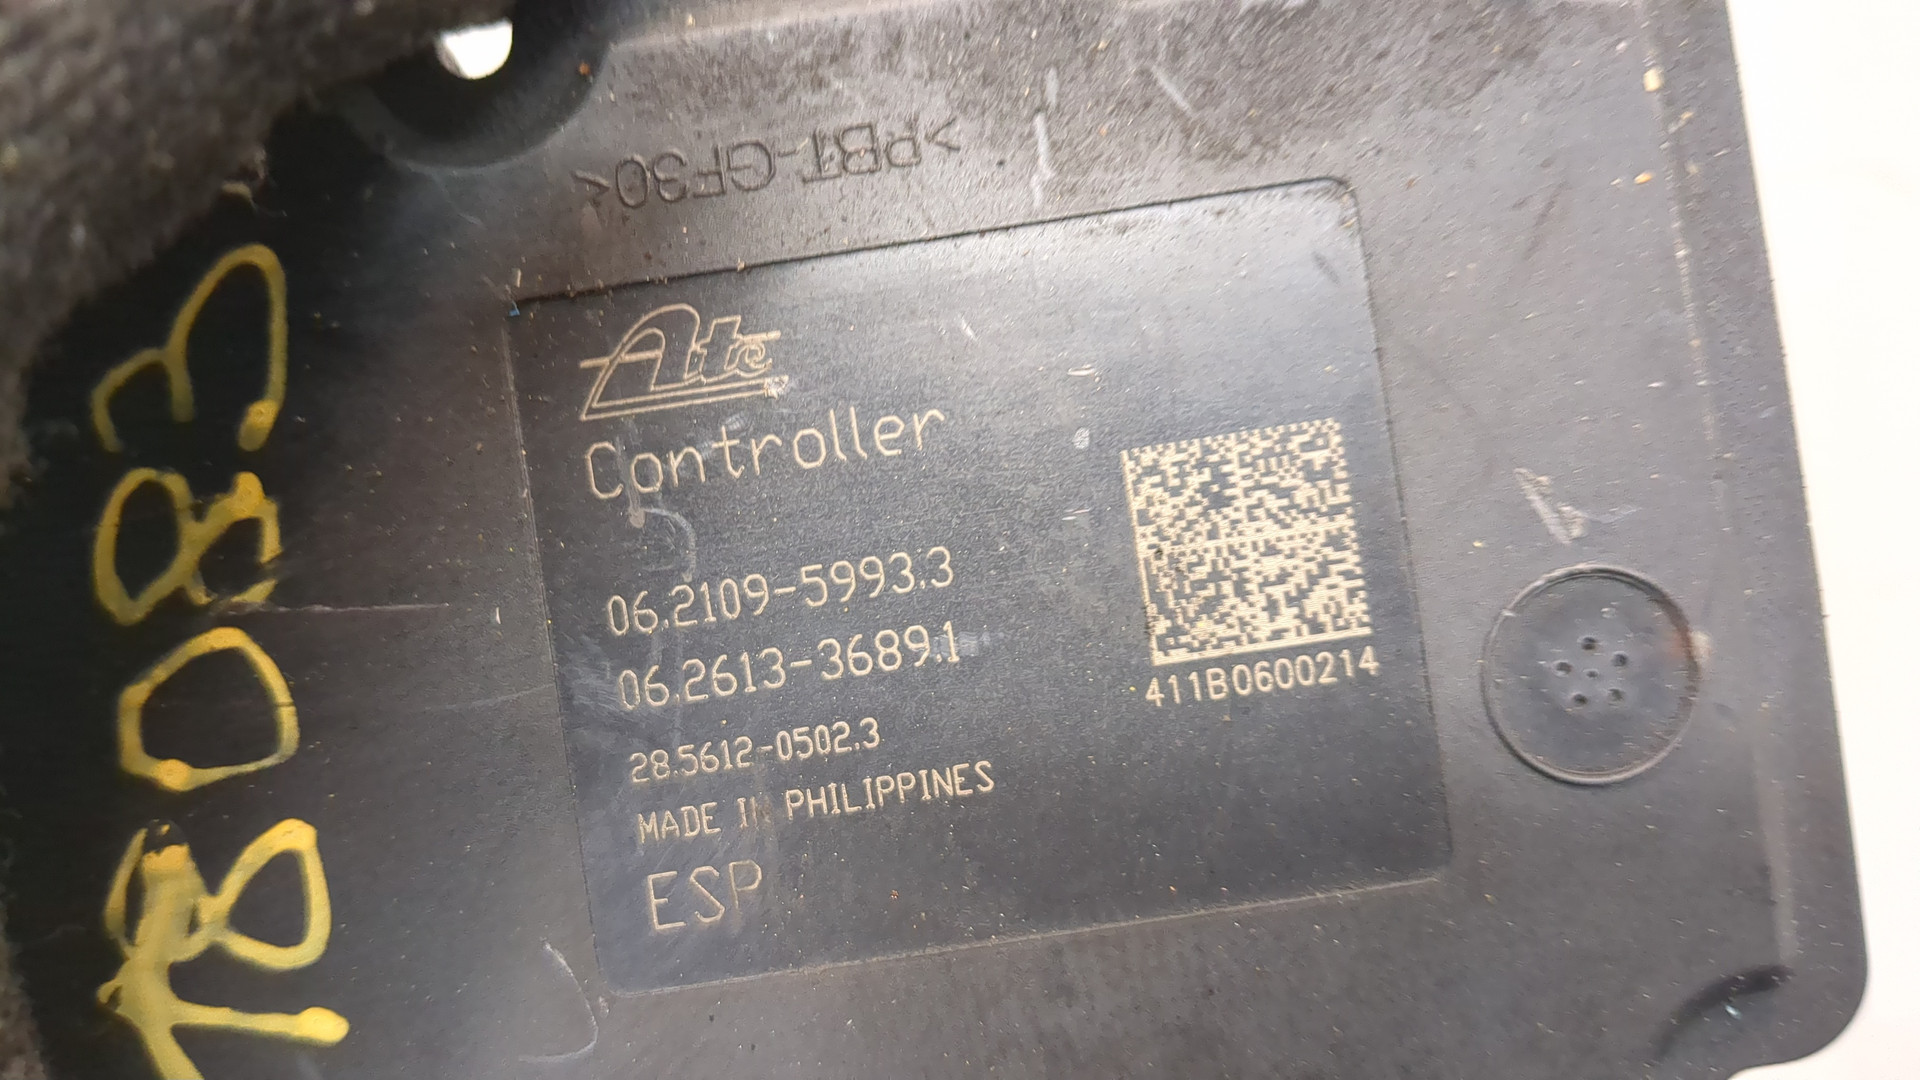 >PBT-GF30<
Ate
Controller
06.2109-5993.3
06.2613-3689.1
28.5612-0502.3
MADE IN PHILIPPINES
ESP
411B0600214